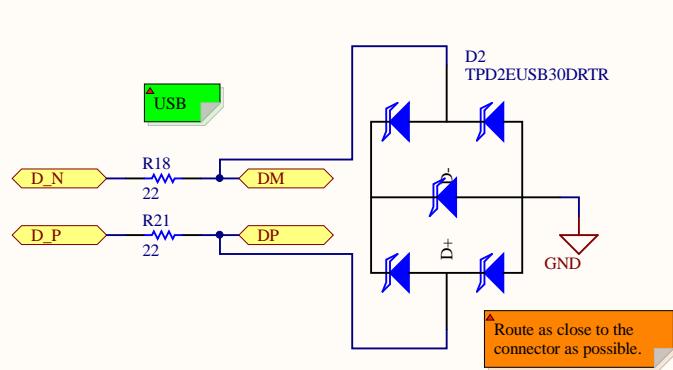 D2
TPD2EUSB30DRTR
USB
R18
D_N
DM
22
D-
R21
D_P
DP
22
D+
GND
Route as close to the
connector as possible.